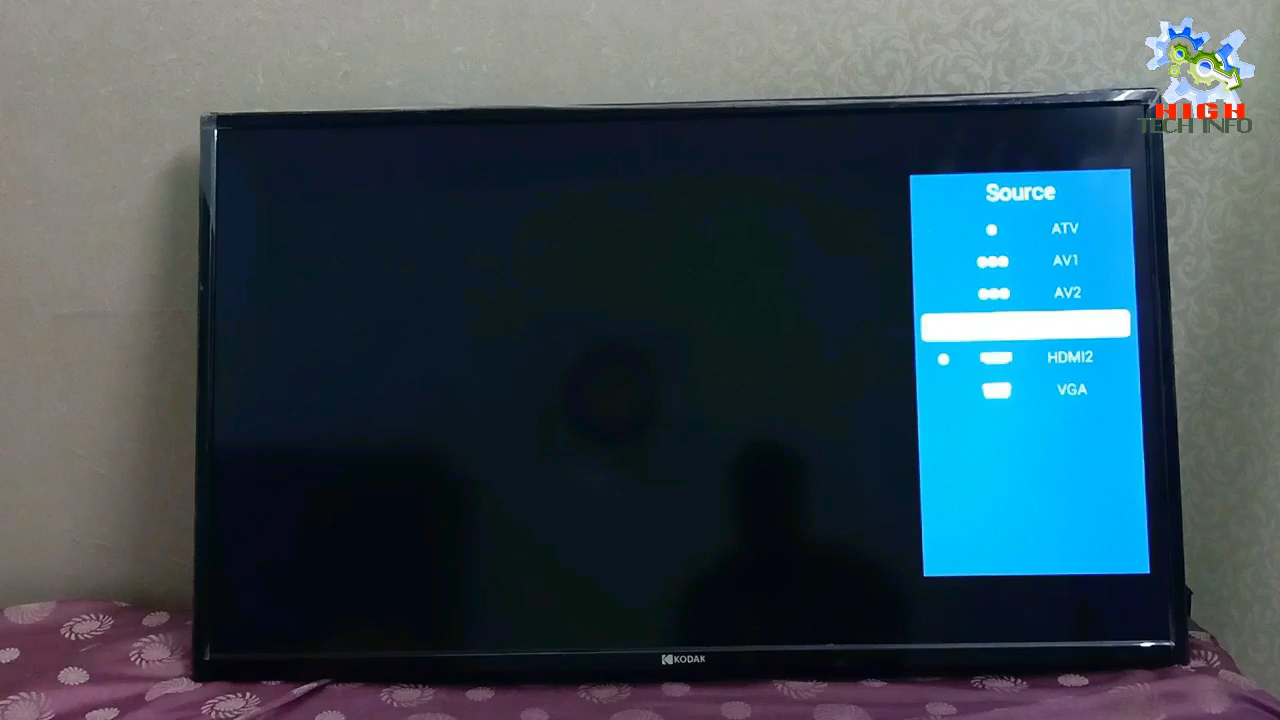 HIGH
TECH INFO
Source
ATV
AV1
AV2
HDMI2
VGA
KODAK